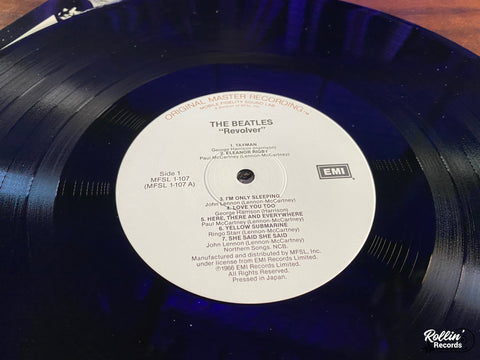 ORIGINAL MASTER RECORDING™
MOBILE FIDELITY SOUND LAB
THE BEATLES
"Revolver"
1. TAXMAN
George Harrison (Harrison)
2. ELEANOR RIGBY
Paul McCartney (Lennon-McCartney)
Side 1
MFSL 1-107
(MFSL 1-107 A)
EMI
3. I'M ONLY SLEEPING
John Lennon (Lennon-McCartney)
4. LOVE YOU TOO
George Harrison (Harrison)
5. HERE, THERE AND EVERYWHERE
Paul McCartney (Lennon-McCartney)
6. YELLOW SUBMARINE
Ringo Starr (Lennon-McCartney)
7. SHE SAID SHE SAID
John Lennon (Lennon-McCartney)
Northern Songs, NCB.
Manufactured and distributed by MFSL, Inc.
under license from EMI Records Limited.
℗1966 EMI Records Limited.
All Rights Reserved.
Pressed in Japan.
Rollin'
Records